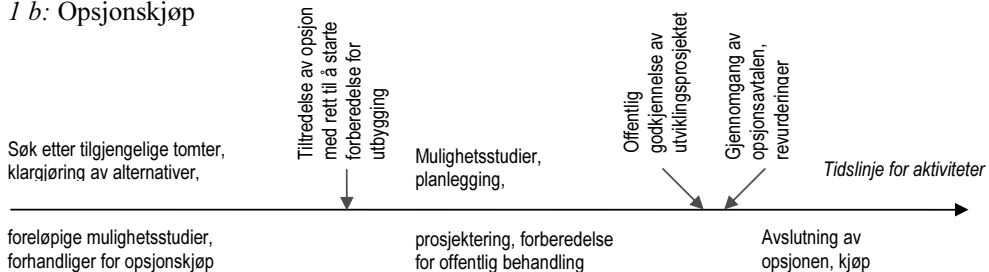 1 b: Opsjonskjøp
Tiltredelse av opsjon
med rett til å starte
forberedelse for
utbygging
Offentlig
godkjennelse av
utviklingsprosjektet
Gjennomgang av
opsjonsavtalen,
revurderinger
Søk etter tilgjengelige tomter,
klargjøring av alternativer,
Mulighetsstudier,
planlegging,
Tidslinje for aktiviteter
foreløpige mulighetsstudier,
forhandliger for opsjonskjøp
prosjektering, forberedelse
for offentlig behandling
Avslutning av
opsjonen, kjøp